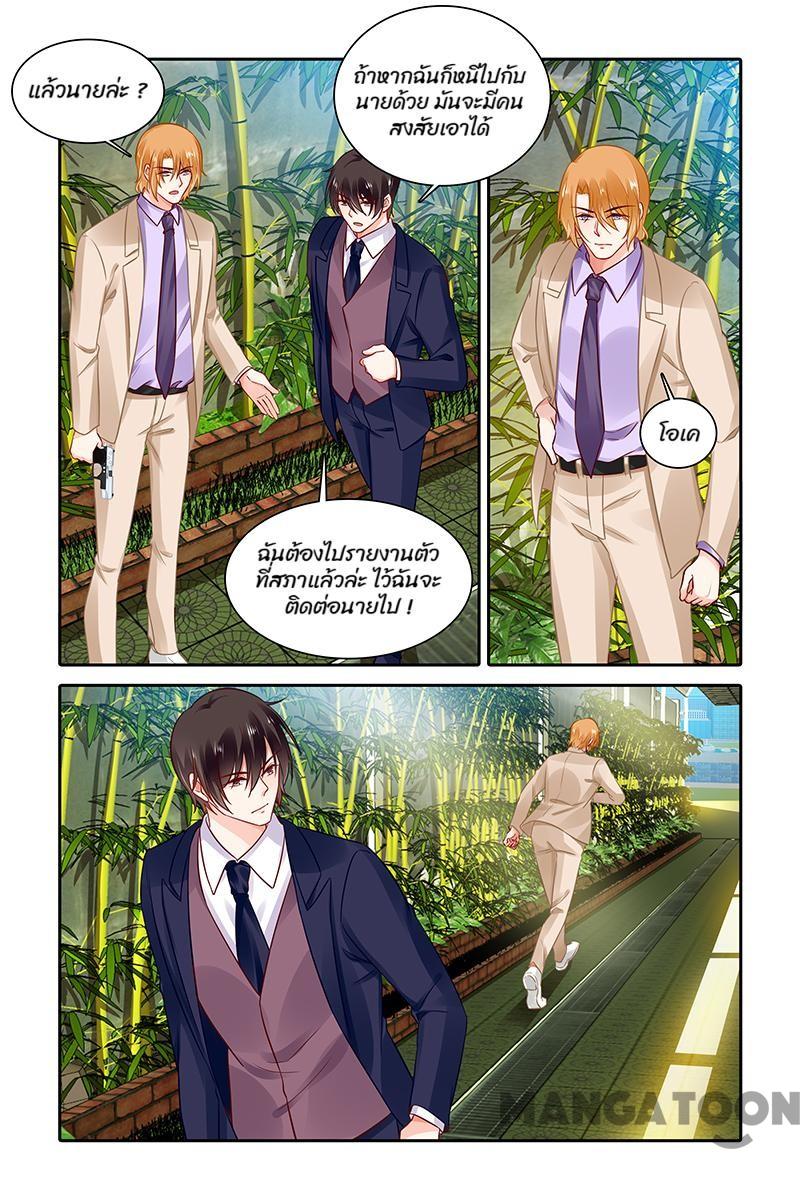 แล้วนายล่ะ ?
ถ้าหากฉันก็หนีไปกับ
นายด้วย มันจะมีคน
สงสัยเอาได้
ฉันต้องไปรายงานตัว
ที่สภาแล้วล่ะ ไว้ฉันจะ
ติดต่อนายไป !
โอเค
MANGATOON